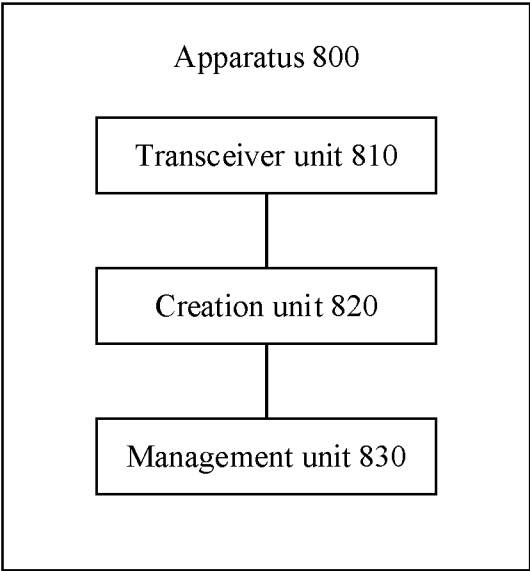 Apparatus 800
Transceiver unit 810
Creation unit 820
Management unit 830